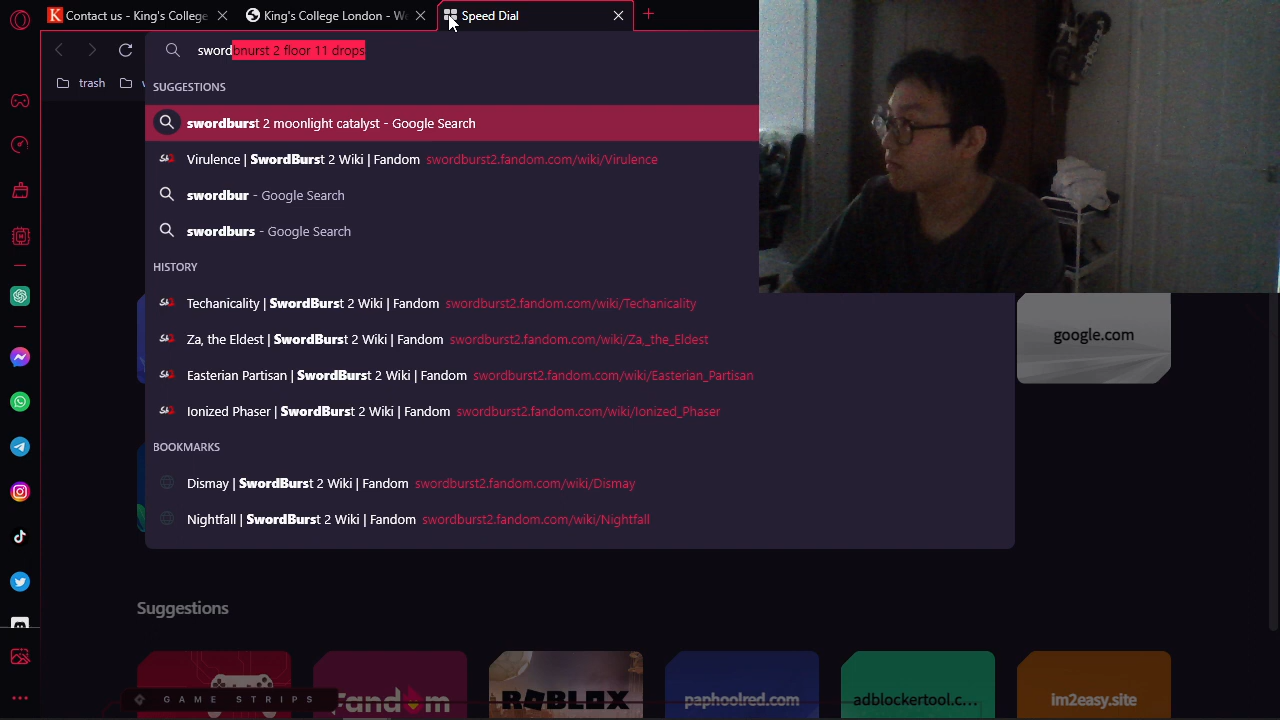 Contact us - King's College
King's College London - We
Speed Dial
swordbnurst 2 floor 11 drops
trash
SUGGESTIONS
swordburst 2 moonlight catalyst - Google Search
Virulence | SwordBurst 2 Wiki | Fandom swordburst2.fandom.com/wiki/Virulence
swordbur - Google Search
swordburs - Google Search
HISTORY
Techanicality | SwordBurst 2 Wiki | Fandom swordburst2.fandom.com/wiki/Techanicality
Za, the Eldest | SwordBurst 2 Wiki | Fandom swordburst2.fandom.com/wiki/Za,_the_Eldest
Easterian Partisan | SwordBurst 2 Wiki | Fandom swordburst2.fandom.com/wiki/Easterian_Partisan
Ionized Phaser | SwordBurst 2 Wiki | Fandom swordburst2.fandom.com/wiki/Ionized_Phaser
google.com
BOOKMARKS
Dismay | SwordBurst 2 Wiki | Fandom swordburst2.fandom.com/wiki/Dismay
Nightfall | SwordBurst 2 Wiki | Fandom swordburst2.fandom.com/wiki/Nightfall
Suggestions
GAME STRIPS
Fandom
ROBLOX
paphoolred.com
adblockertool.c...
im2easy.site